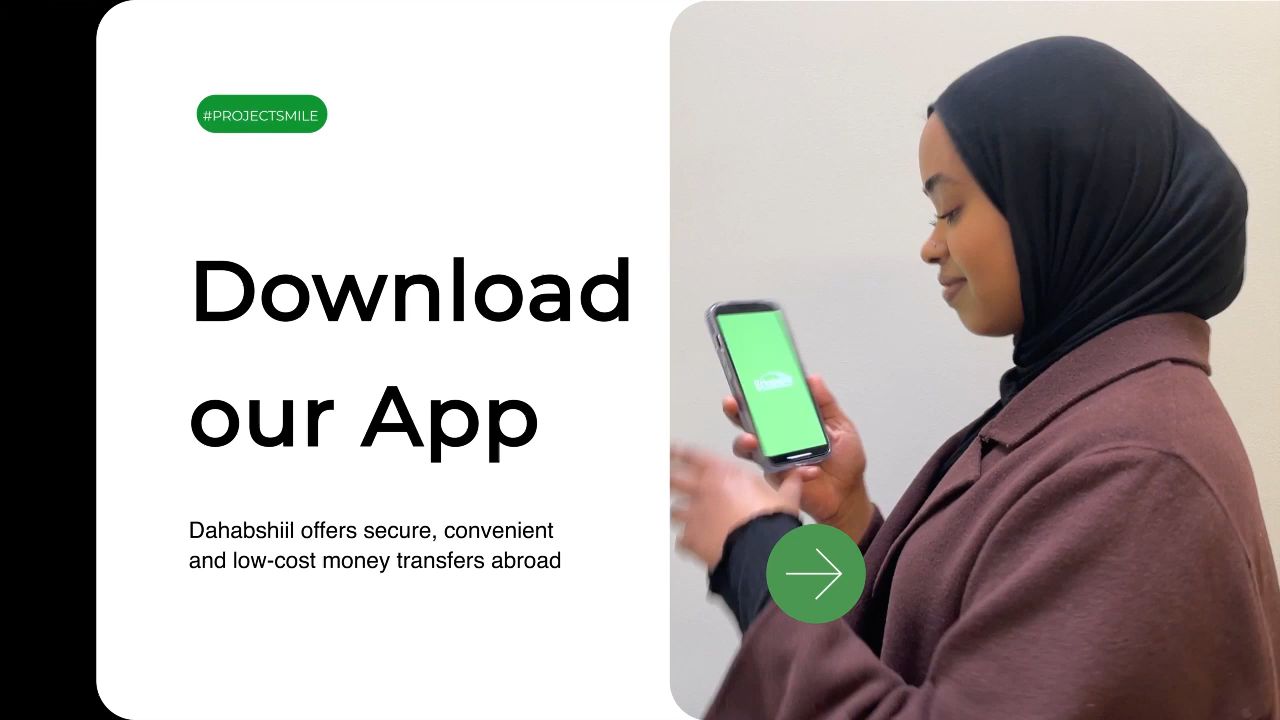 #PROJECTSMILE
Download
our App
Dahabshiil offers secure, convenient
and low-cost money transfers abroad